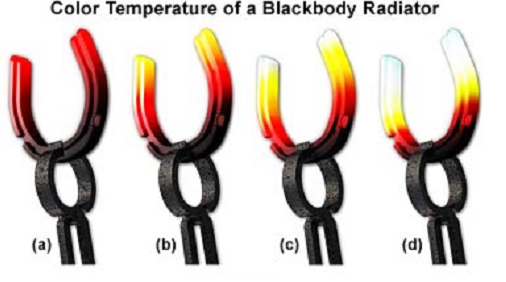 Color Temperature of a Blackbody Radiator
(a) (b) (c) (d)